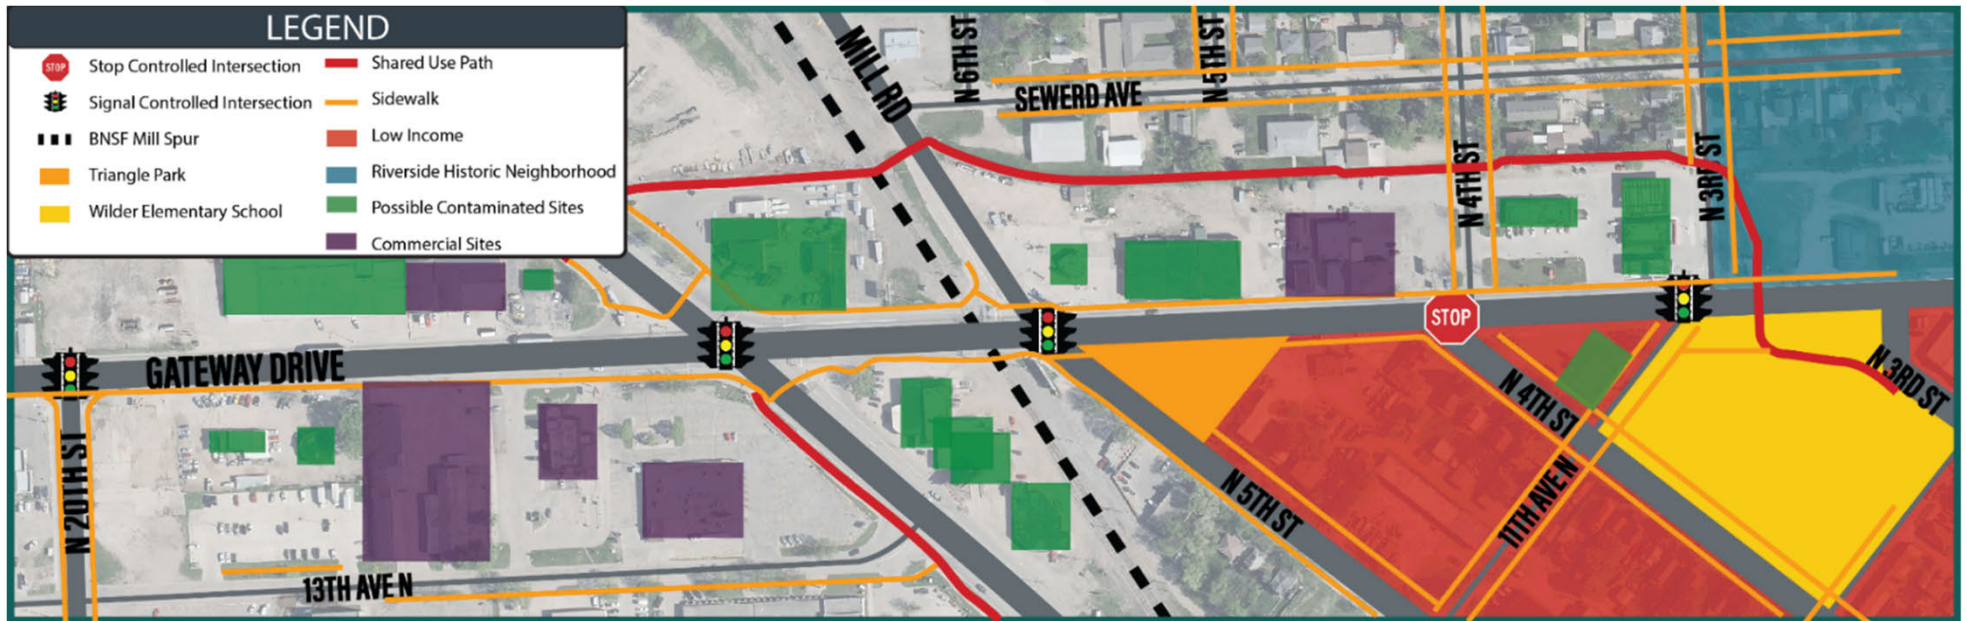 LEGEND
STOP
Stop Controlled Intersection
Signal Controlled Intersection
BNSF Mill Spur
Triangle Park
Wilder Elementary School
Shared Use Path
Sidewalk
Low Income
Riverside Historic Neighborhood
Possible Contaminated Sites
Commercial Sites
MILL RD
N 6TH ST
SEWERD AVE
N 5TH ST
N 4TH ST
N 3RD ST
STOP
GATEWAY DRIVE
N 20TH ST
13TH AVE N
N 5TH ST
N 4TH ST
11TH AVE N
N 3RD ST